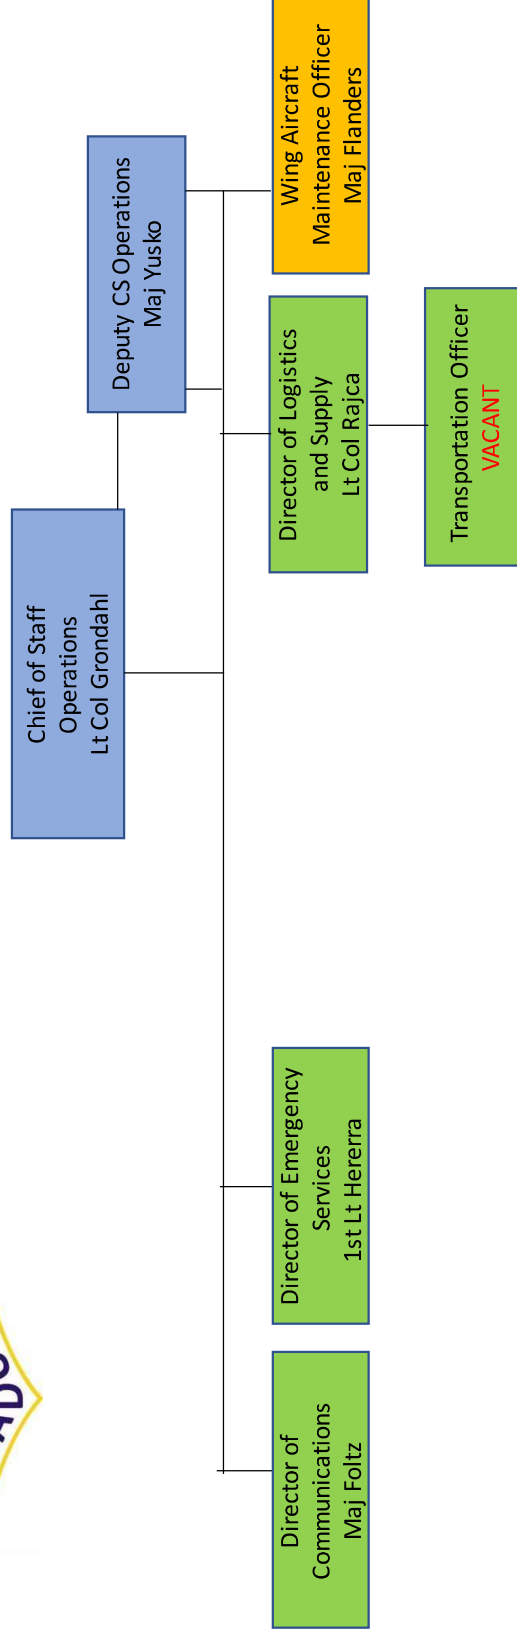 Chief of Staff
Operations
Lt Col Grondahl
Deputy CS Operations
Maj Yusko
Director of
Communications
Maj Foltz
Director of Emergency
Services
1st Lt Hererra
Director of Logistics
and Supply
Lt Col Rajca
Wing Aircraft
Maintenance Officer
Maj Flanders
Transportation Officer
VACANT